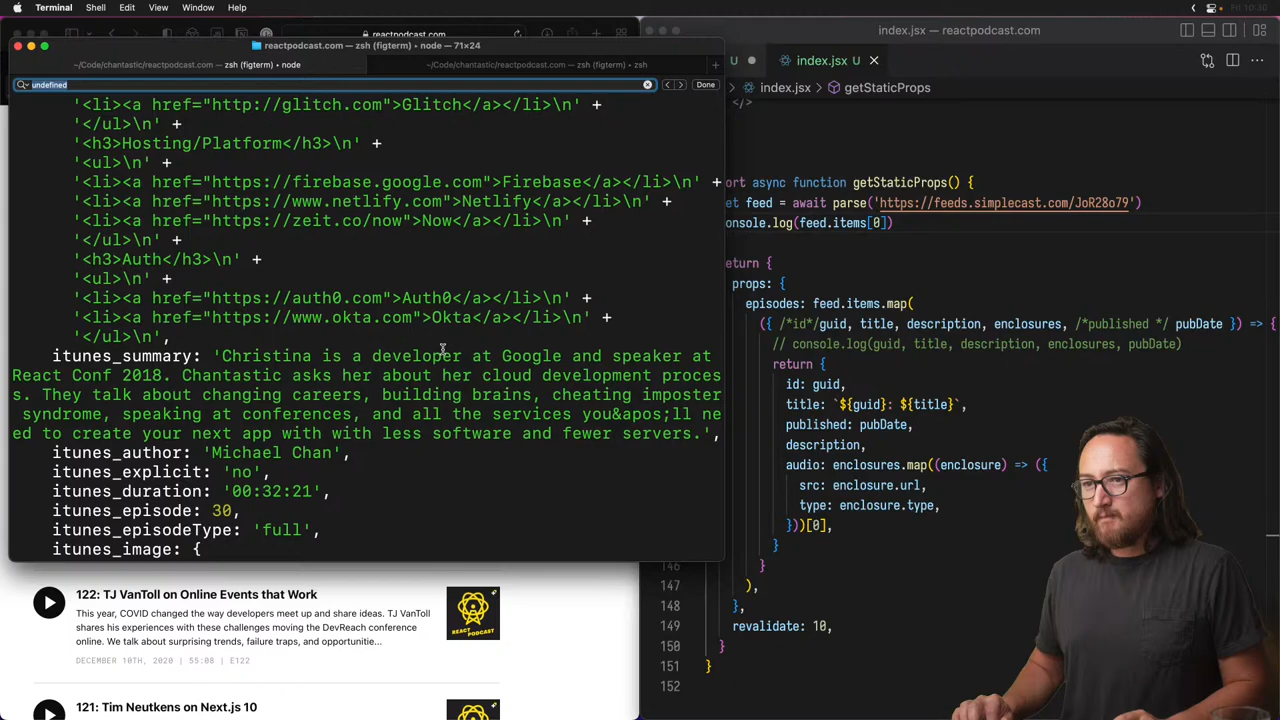 Terminal Shell Edit View Window Help
reactpodcast.com
reactpodcast.com — zsh (figterm) • node — 71×24
~/Code/chantastic/reactpodcast.com — zsh (figterm) • node
~/Code/chantastic/reactpodcast.com — zsh (figterm) • zsh
undefined
Done
'<li><a href="http://glitch.com">Glitch</a></li>\n' +
'</ul>\n' +
'<h3>Hosting/Platform</h3>\n' +
'<ul>\n' +
'<li><a href="https://firebase.google.com">Firebase</a></li>\n' +
'<li><a href="https://www.netlify.com">Netlify</a></li>\n' +
'<li><a href="https://zeit.co/now">Now</a></li>\n' +
'</ul>\n' +
'<h3>Auth</h3>\n' +
'<ul>\n' +
'<li><a href="https://auth0.com">Auth0</a></li>\n' +
'<li><a href="https://www.okta.com">Okta</a></li>\n' +
'</ul>\n',
itunes_summary: 'Christina is a developer at Google and speaker at
React Conf 2018. Chantastic asks her about her cloud development proces
s. They talk about changing careers, building brains, cheating imposter
syndrome, speaking at conferences, and all the services you&apos;ll ne
ed to create your next app with with less software and fewer servers.',
itunes_author: 'Michael Chan',
itunes_explicit: 'no',
itunes_duration: '00:32:21',
itunes_episode: 30,
itunes_episodeType: 'full',
itunes_image: {
122: TJ VanToll on Online Events that Work
This year, COVID changed the way developers meet up and share ideas. TJ VanToll
shares his experiences with these changes moving the DevReach conference
online. We talk about surprising trends, failure traps, and opportunitie...
DECEMBER 10TH, 2020 | 55:08 | E122
REACT
PODCAST
121: Tim Neutkens on Next.js 10
index.jsx — reactpodcast.com
U
index.jsx U
index.jsx > getStaticProps
</>
ort async function getStaticProps() {
et feed = await parse('https://feeds.simplecast.com/JoR28o79')
onsole.log(feed.items[0])
eturn {
props: {
episodes: feed.items.map(
({ /*id*/guid, title, description, enclosures, /*published */ pubDate }) => {
// console.log(guid, title, description, enclosures, pubDate)
return {
id: guid,
title: `${guid}: ${title}`,
published: pubDate,
description,
audio: enclosures.map((enclosure) => ({
src: enclosure.url,
type: enclosure.type,
}))[0],
}
146 }
147 ),
148 },
149 revalidate: 10,
150 }
151 }
152